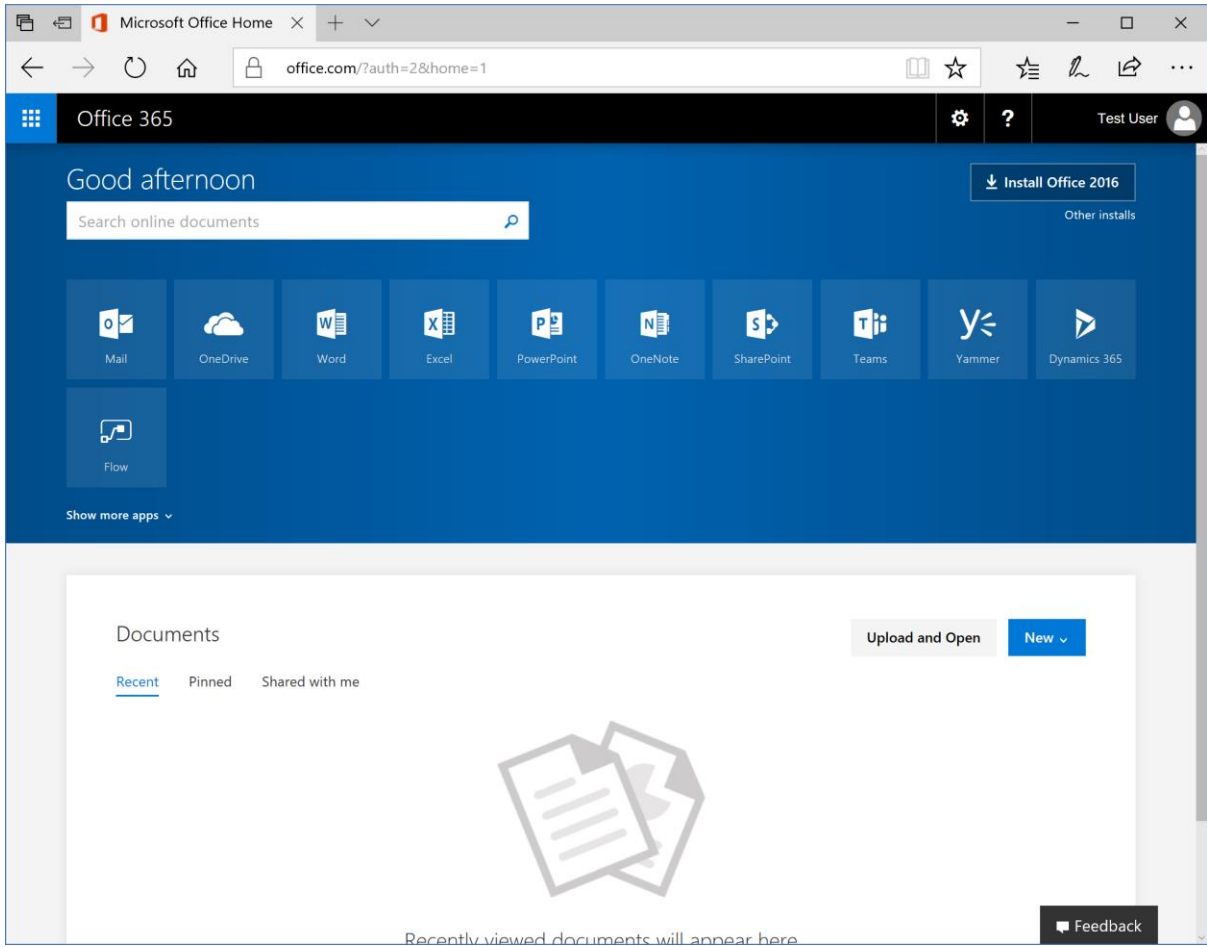 Microsoft Office Home
office.com/?auth=2&home=1
Office 365
?
Test User
Good afternoon
Install Office 2016
Search online documents
Other installs
Mail OneDrive Word Excel PowerPoint OneNote SharePoint Teams Yammer Dynamics 365
Flow
Show more apps
Documents
Upload and Open
New
Recent Pinned Shared with me
Recently viewed documents will appear here
Feedback